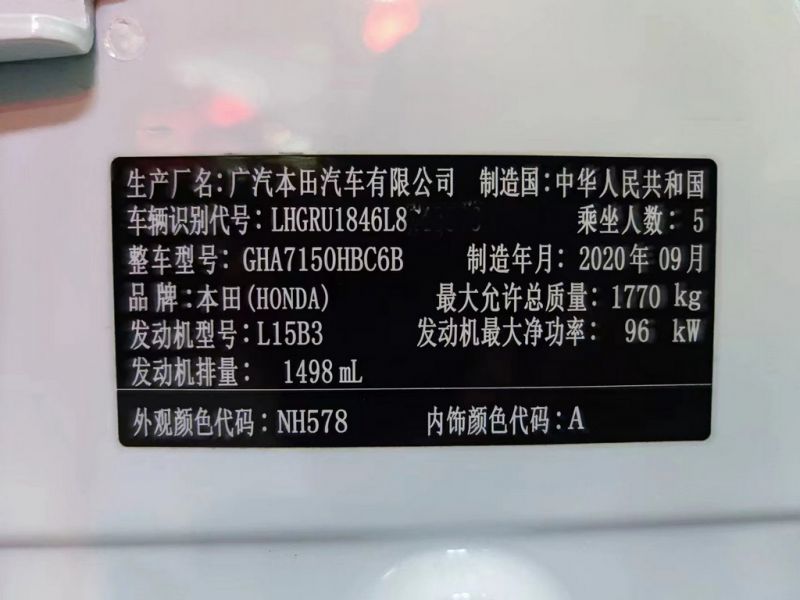 生产厂名：广汽本田汽车有限公司 制造国：中华人民共和国
车辆识别代号：LHGRU1846L8 乘坐人数：5
整车型号：GHA7150HBC6B 制造年月：2020年09月
品牌：本田(HONDA) 最大允许总质量：1770 kg
发动机型号：L15B3 发动机最大净功率：96 kW
发动机排量：1498 mL
外观颜色代码：NH578 内饰颜色代码：A